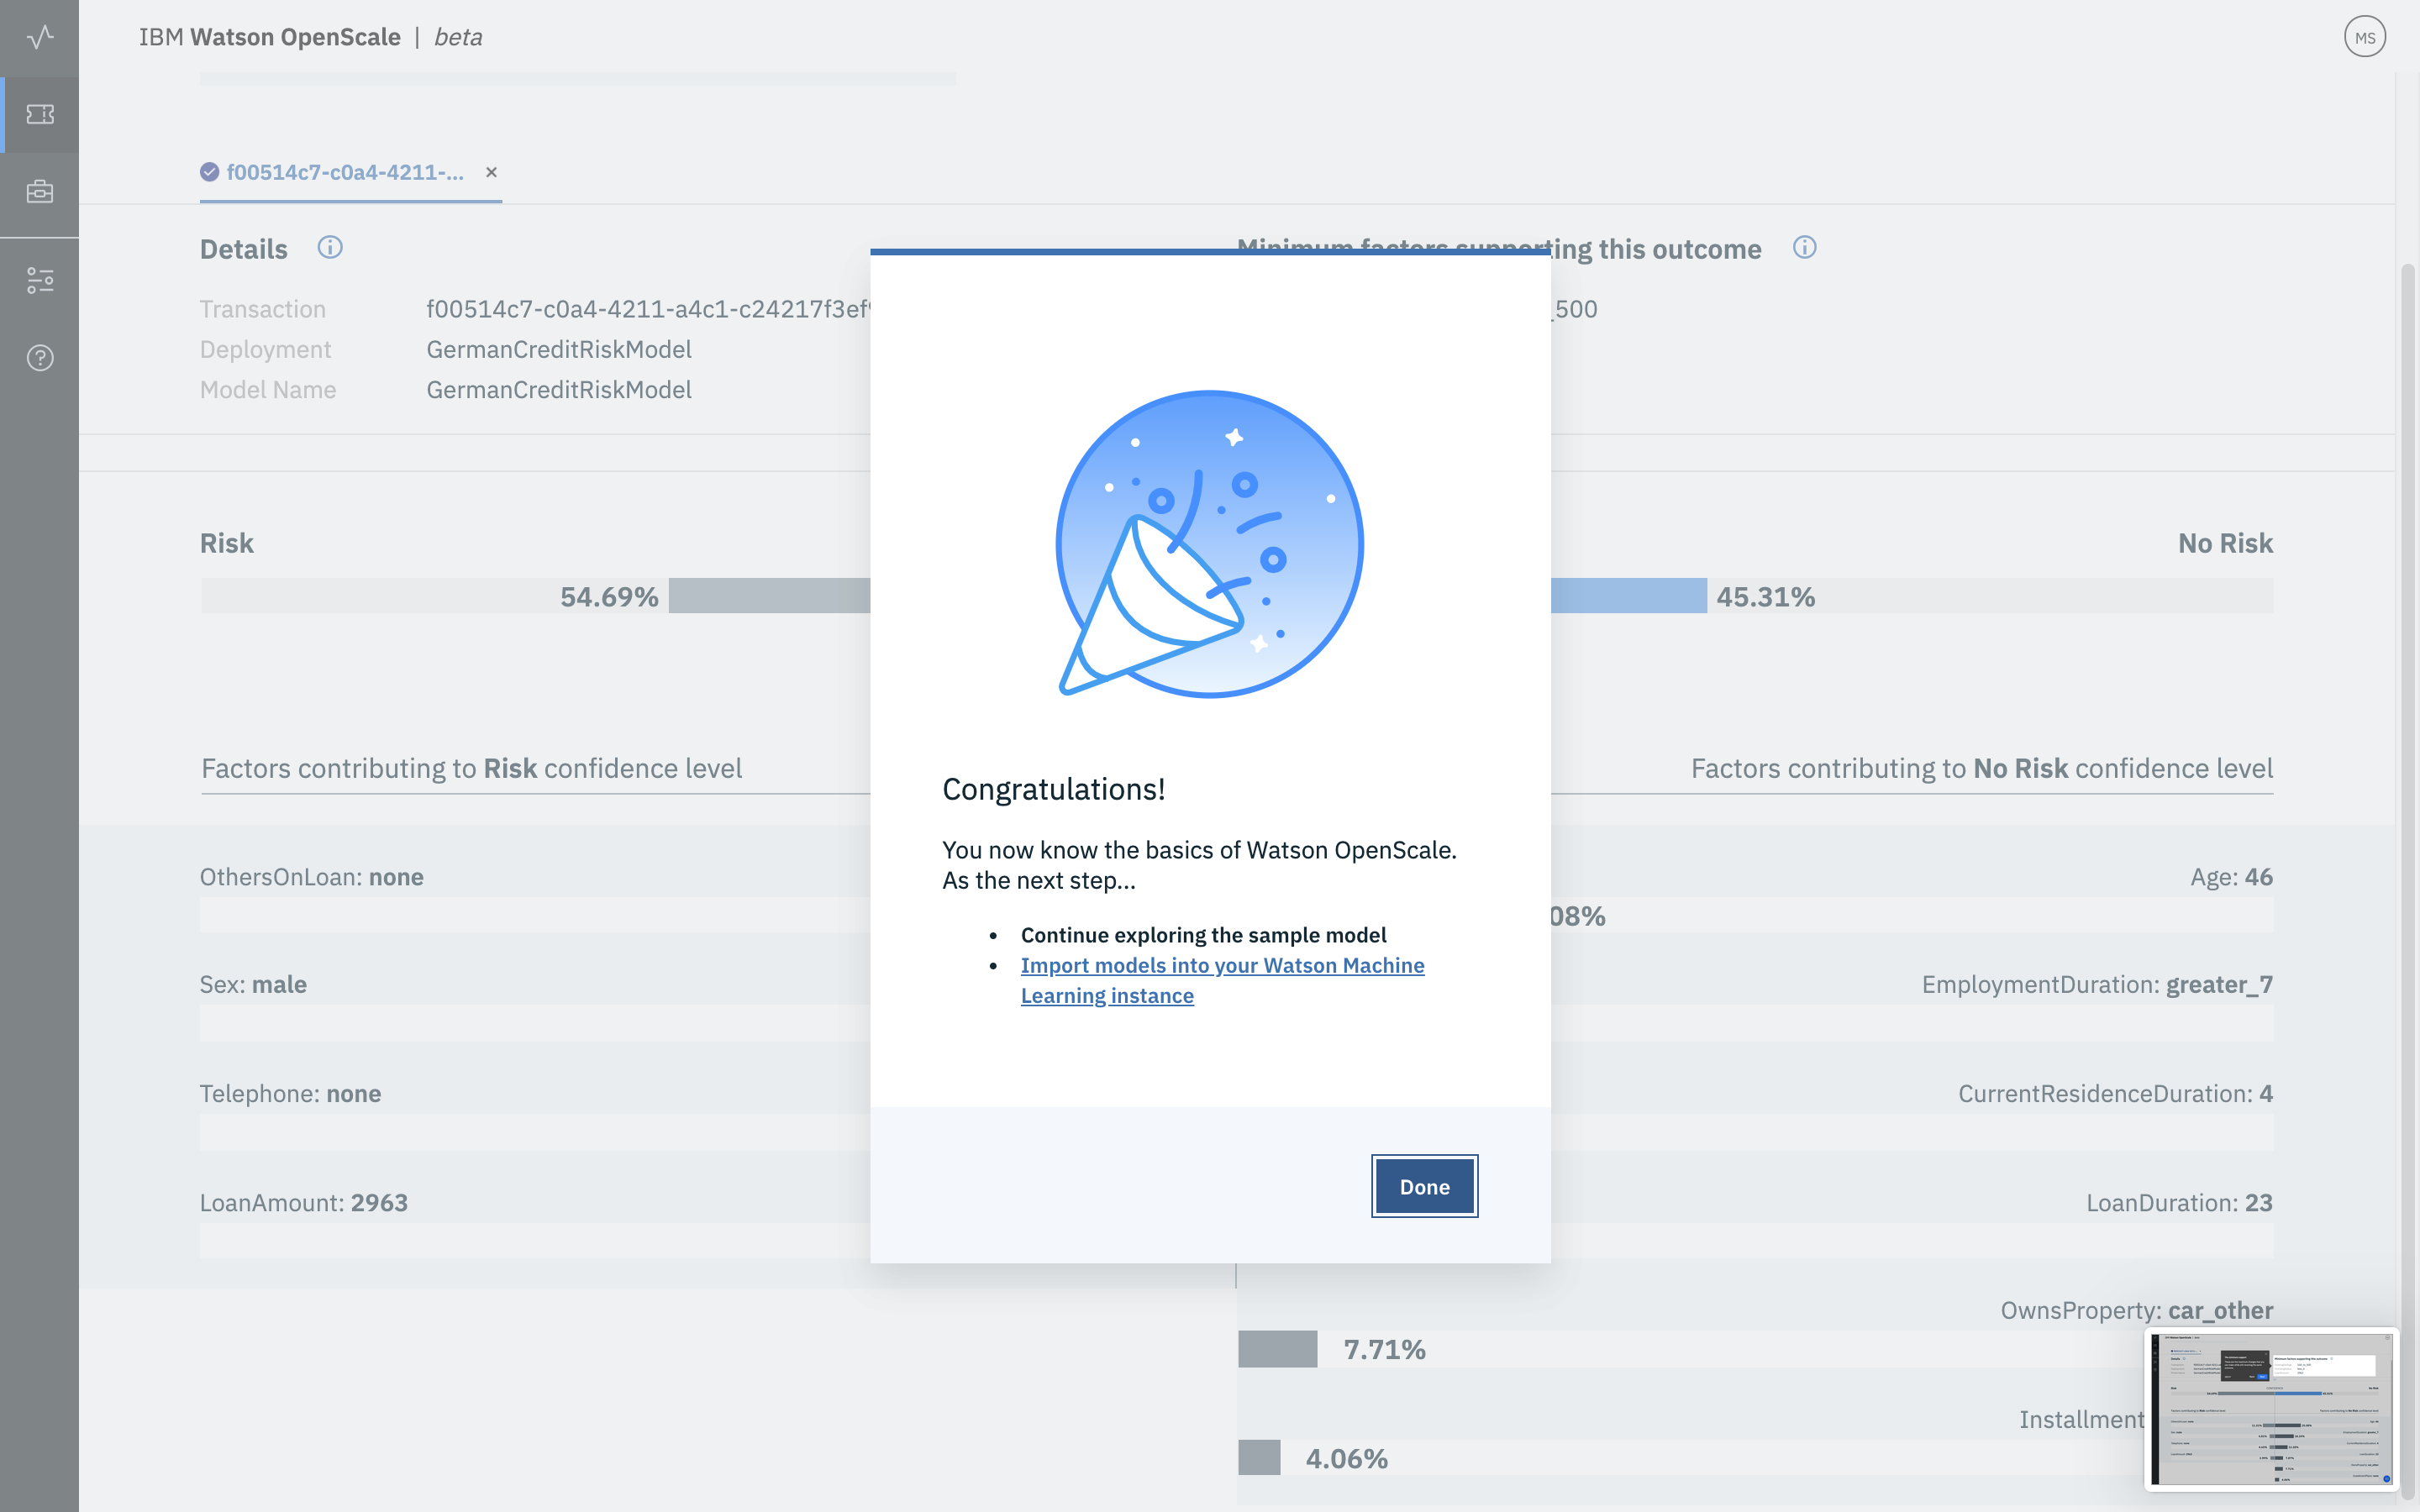 IBM Watson OpenScale | beta
MS
f00514c7-c0a4-4211-...
Details
Minimum factors supporting this outcome
Transaction f00514c7-c0a4-4211-a4c1-c24217f3ef
_500
Deployment GermanCreditRiskModel
Model Name GermanCreditRiskModel
Risk
No Risk
54.69%
45.31%
Factors contributing to Risk confidence level
Factors contributing to No Risk confidence level
OthersOnLoan: none
Age: 46
08%
Sex: male
EmploymentDuration: greater_7
Telephone: none
CurrentResidenceDuration: 4
LoanAmount: 2963
LoanDuration: 23
OwnsProperty: car_other
7.71%
Installment
4.06%
Congratulations!
You now know the basics of Watson OpenScale.
As the next step...
• Continue exploring the sample model
• Import models into your Watson Machine
Learning instance
Done